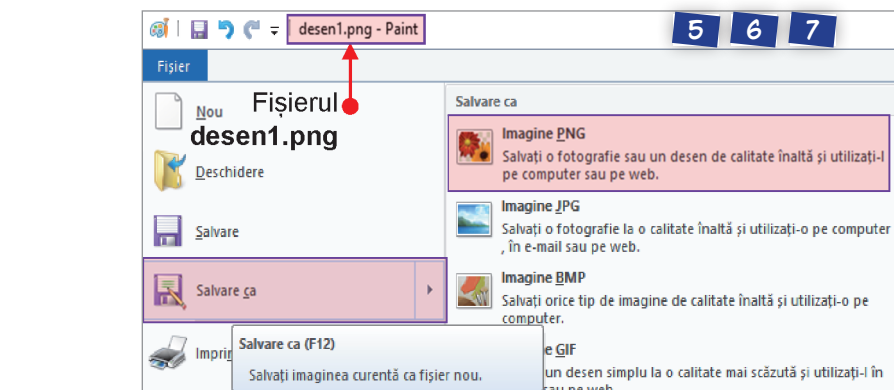 desen1.png - Paint
5 6 7
Fișier
Nou
Fișierul
desen1.png
Deschidere
Salvare
Salvare ca
Salvare ca (F12)
Salvați imaginea curentă ca fișier nou.
Salvare ca
Imagine PNG
Salvați o fotografie sau un desen de calitate înaltă și utilizați-l
pe computer sau pe web.
Imagine JPG
Salvați o fotografie la o calitate înaltă și utilizați-o pe computer
, în e-mail sau pe web.
Imagine BMP
Salvați orice tip de imagine de calitate înaltă și utilizați-o pe
computer.
GIF
un desen simplu la o calitate mai scăzută și utilizați-l în